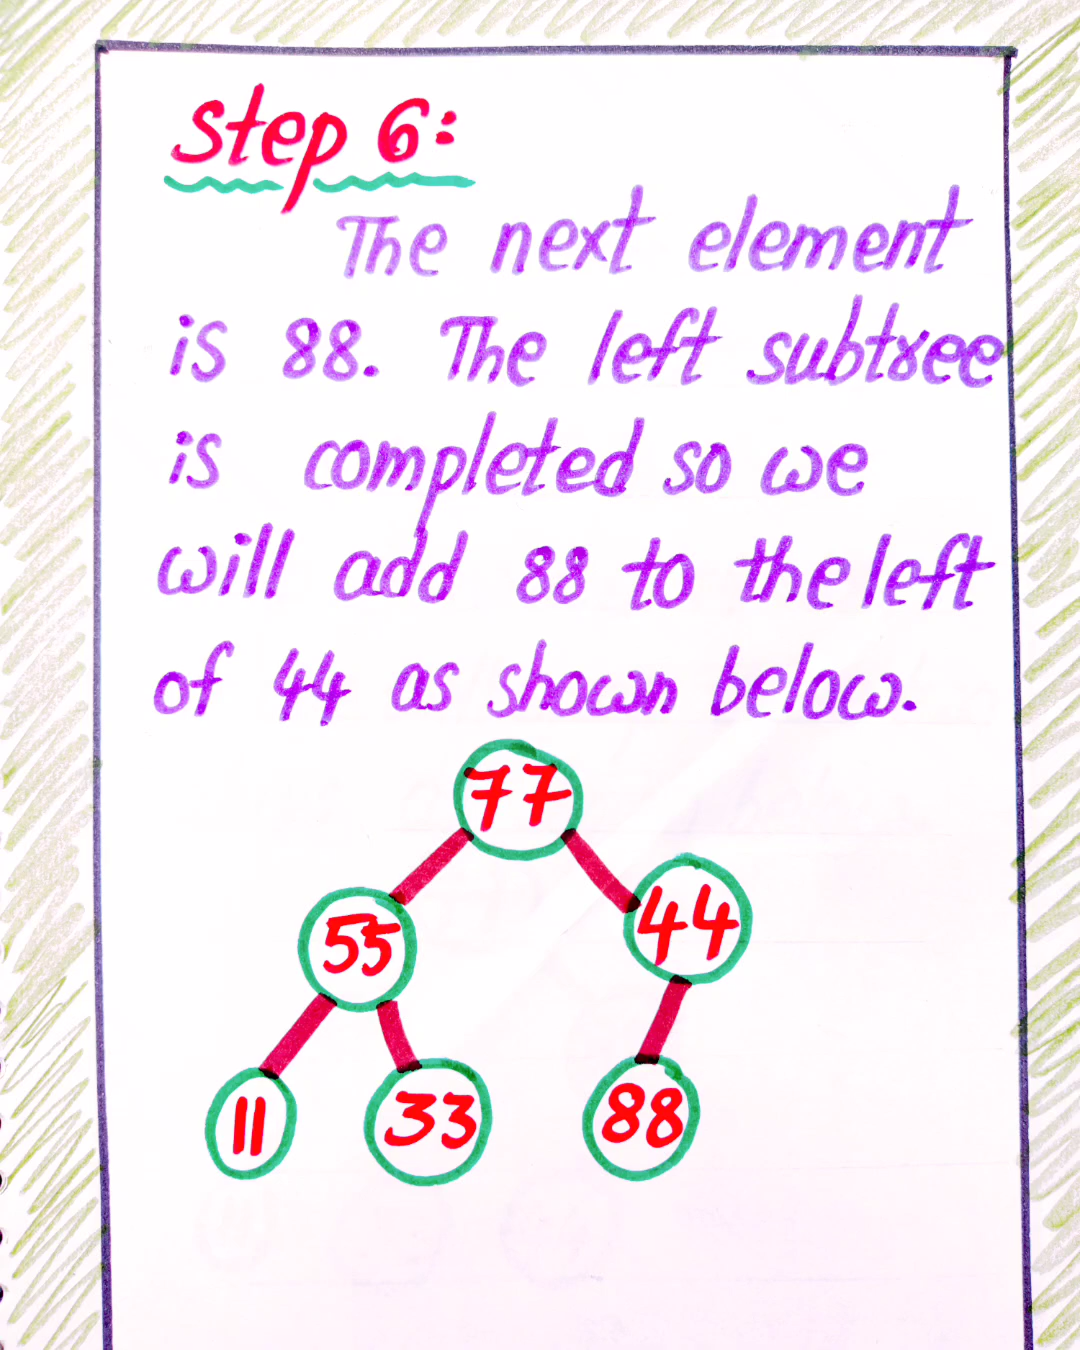 Step 6:
The next element
is 88. The left subtree
is completed so we
will add 88 to the left
of 44 as shown below.
77
55
44
11
33
88